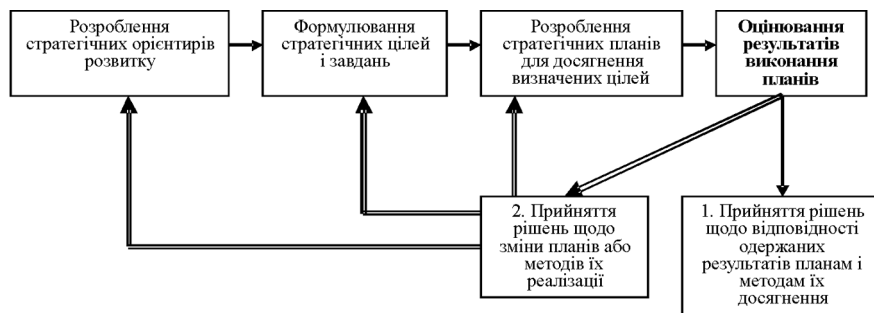 Розроблення
стратегічних орієнтирів
розвитку
Формулювання
стратегічних цілей
і завдань
Розроблення
стратегічних планів
для досягнення
визначених цілей
Оцінювання
результатів
виконання
планів
2. Прийняття
рішень щодо
зміни планів або
методів їх
реалізації
1. Прийняття рішень
щодо відповідності
одержаних
результатів планам і
методам їх
досягнення